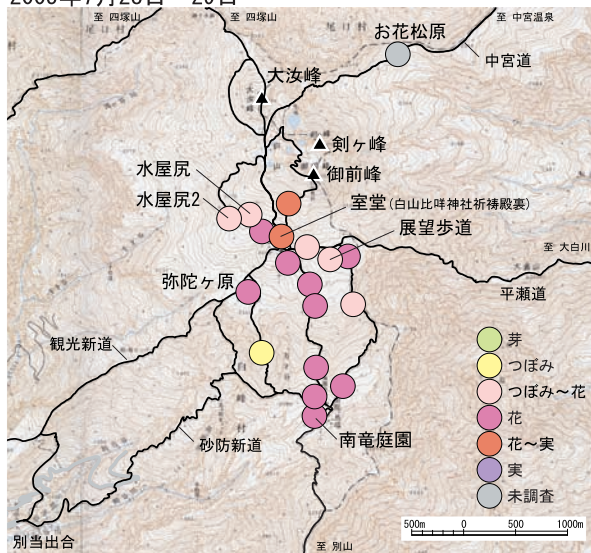 至 四塚山
至 四塚山
至 中宮温泉
お花松原
中宮道
大汝峰
剣ヶ峰
水屋尻
御前峰
水屋尻2
室堂(白山比咩神社祈祷殿裏)
展望歩道
至 大白川
弥陀ヶ原
平瀬道
観光新道
芽
つぼみ
つぼみ～花
花
花～実
実
未調査
砂防新道
南竜庭園
500m 0 500 1000m
別当出合
至 別山